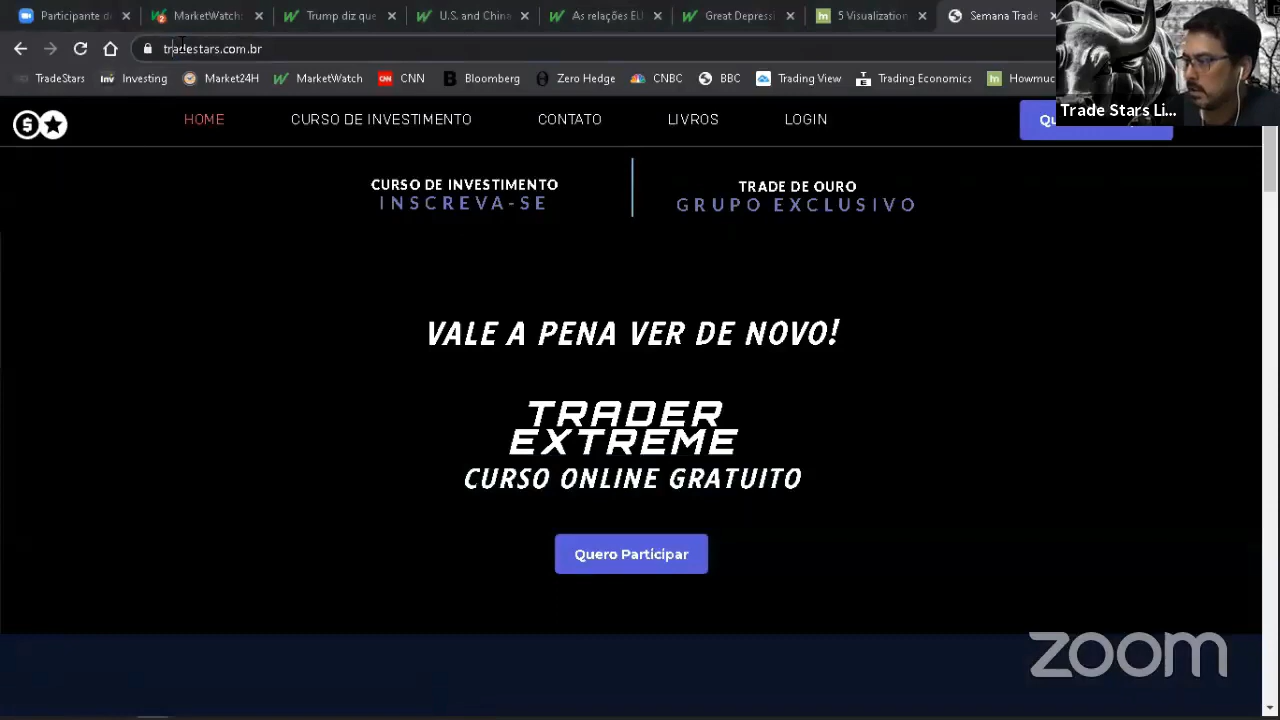 Participante d
MarketWatch:
Trump diz que
U.S. and China
As relações EU
Great Depress
5 Visualization
Semana Trade
tradestars.com.br
TradeStars
Investing
Market24H
MarketWatch
CNN
Bloomberg
Zero Hedge
CNBC
BBC
Trading View
Trading Economics
Howmuc
Trade Stars Li...
HOME
CURSO DE INVESTIMENTO
CONTATO
LIVROS
LOGIN
Qu
CURSO DE INVESTIMENTO
INSCREVA-SE
TRADE DE OURO
GRUPO EXCLUSIVO
VALE A PENA VER DE NOVO!
TRADER
EXTREME
CURSO ONLINE GRATUITO
Quero Participar
zoom